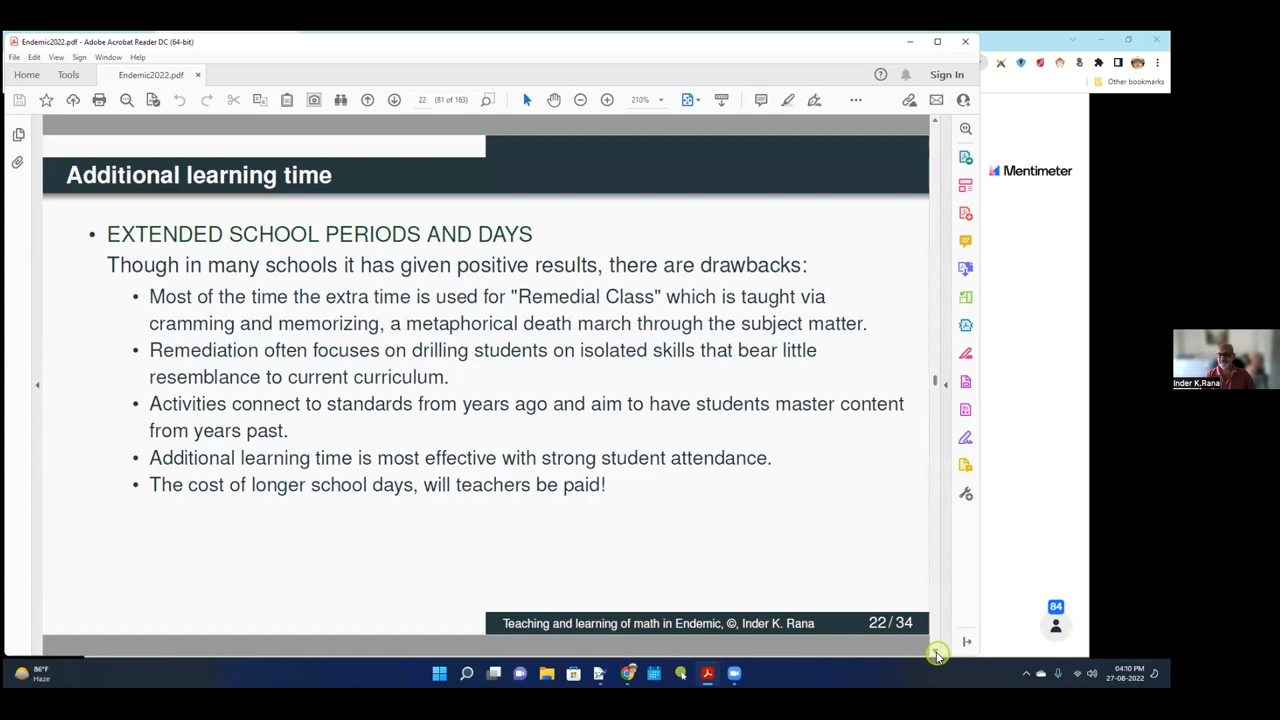 Endemic2022.pdf - Adobe Acrobat Reader DC (64-bit)
File Edit View Sign Window Help
Home Tools Endemic2022.pdf × Sign In
22 (81 of 163) 210%
Other bookmarks
Mentimeter
Additional learning time
• EXTENDED SCHOOL PERIODS AND DAYS
Though in many schools it has given positive results, there are drawbacks:
• Most of the time the extra time is used for "Remedial Class" which is taught via
cramming and memorizing, a metaphorical death march through the subject matter.
• Remediation often focuses on drilling students on isolated skills that bear little
resemblance to current curriculum.
• Activities connect to standards from years ago and aim to have students master content
from years past.
• Additional learning time is most effective with strong student attendance.
• The cost of longer school days, will teachers be paid!
Teaching and learning of math in Endemic, ©, Inder K. Rana 22/34
84
Inder K.Rana
86°F
Haze
04:10 PM
27-08-2022